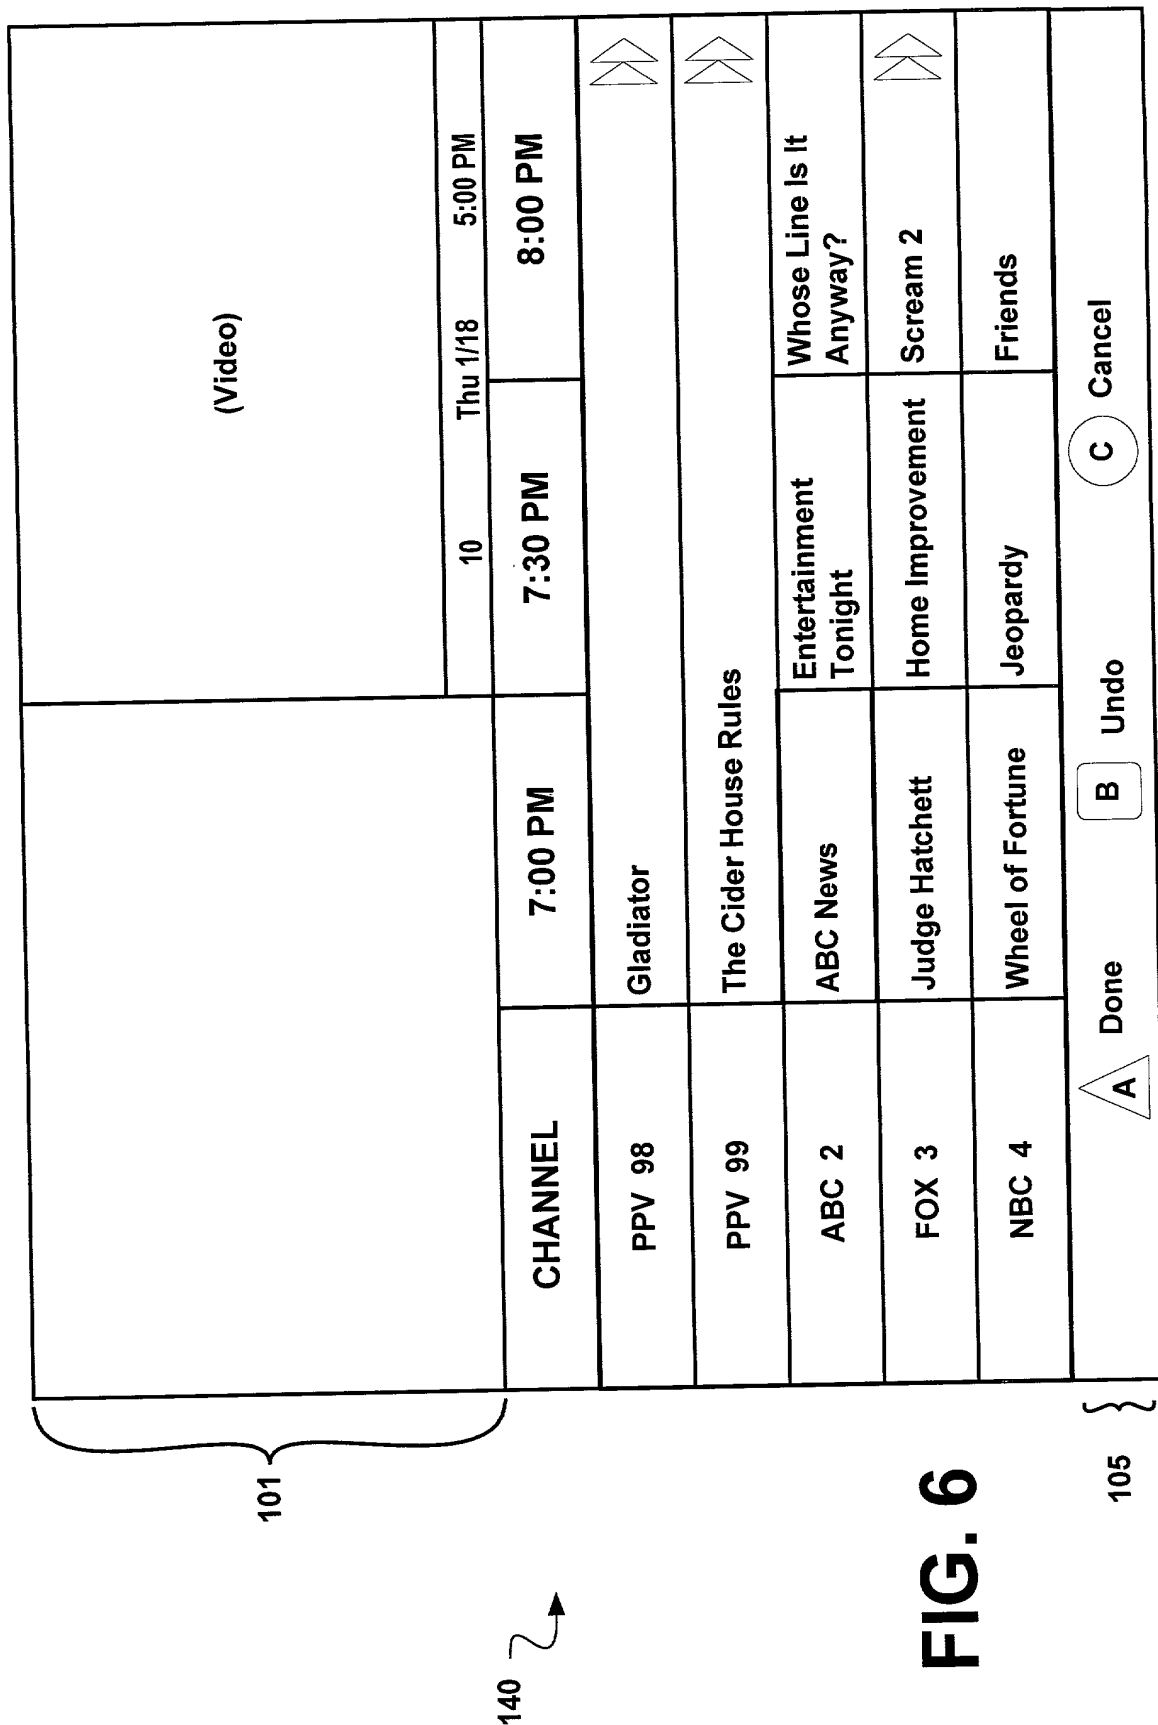 (Video)
10 Thu 1/18 5:00 PM
CHANNEL 7:00 PM 7:30 PM 8:00 PM
PPV 98 Gladiator
PPV 99 The Cider House Rules
ABC 2 ABC News Entertainment Tonight Whose Line Is It Anyway?
FOX 3 Judge Hatchett Home Improvement Scream 2
NBC 4 Wheel of Fortune Jeopardy Friends
A Done B Undo C Cancel
101
105
140
FIG. 6